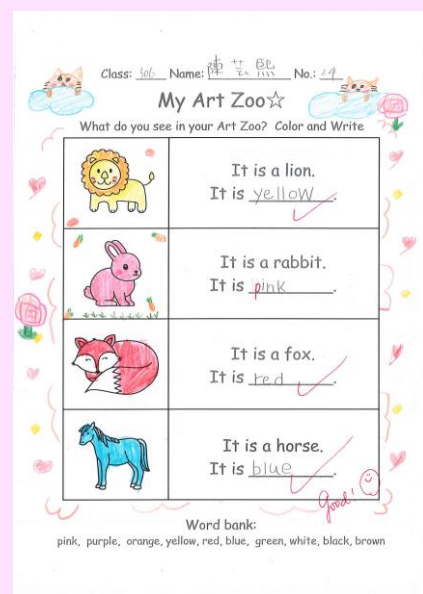 Class: 306 Name: 陳芸熙 No.: 29
My Art Zoo☆
What do you see in your Art Zoo? Color and Write
It is a lion.
It is yellow.
It is a rabbit.
It is pink.
It is a fox.
It is red.
It is a horse.
It is blue.
Good!
Word bank:
pink, purple, orange, yellow, red, blue, green, white, black, brown